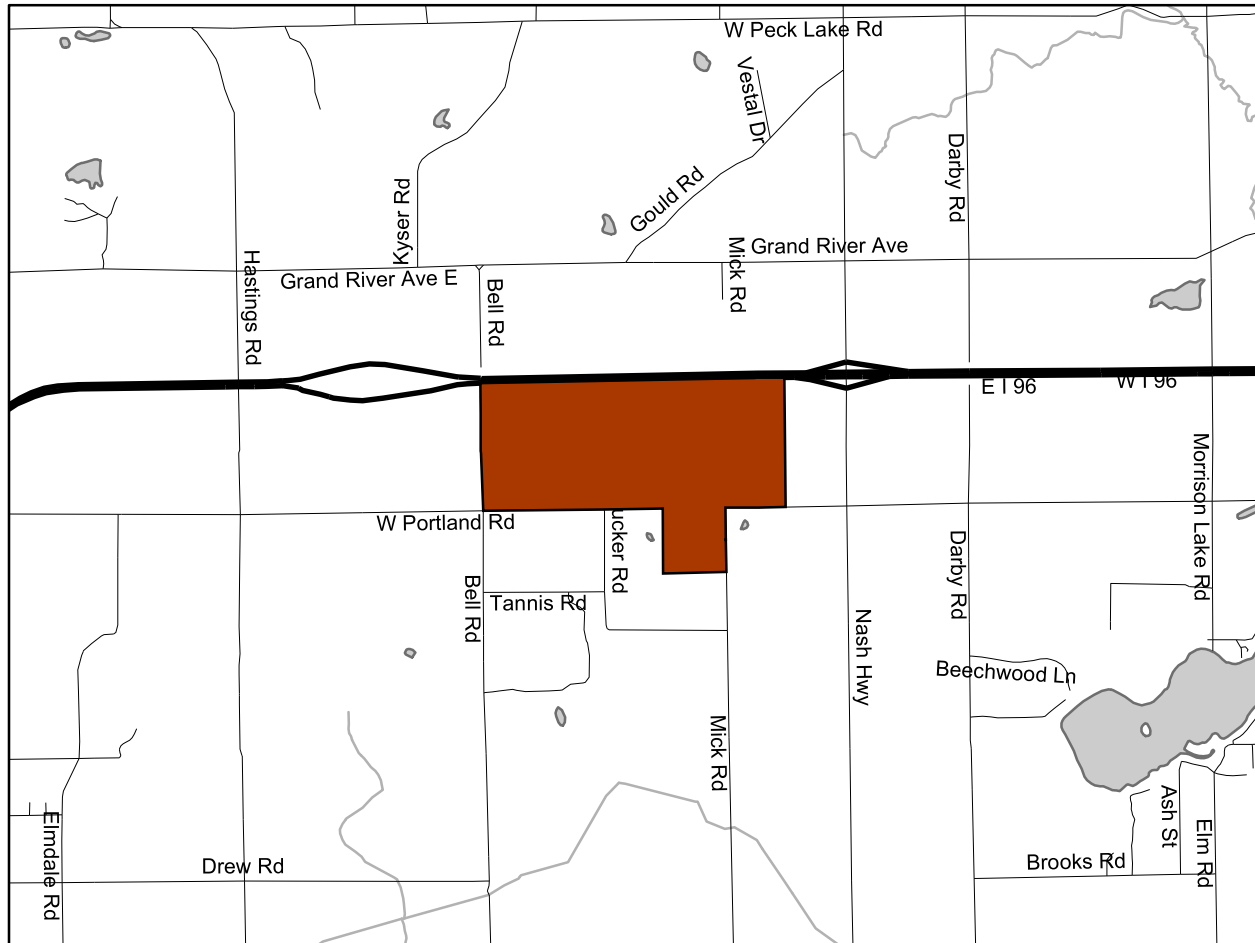 W Peck Lake Rd
Vestal Dr
Darby Rd
Kyser Rd
Gould Rd
Mick Rd
Grand River Ave
Hastings Rd
Grand River Ave E
Bell Rd
E I 96
W I 96
Morrison Lake Rd
W Portland Rd
ucker Rd
Darby Rd
Bell Rd
Tannis Rd
Nash Hwy
Beechwood Ln
Mick Rd
Ash St
Elmdale Rd
Elm Rd
Drew Rd
Brooks Rd